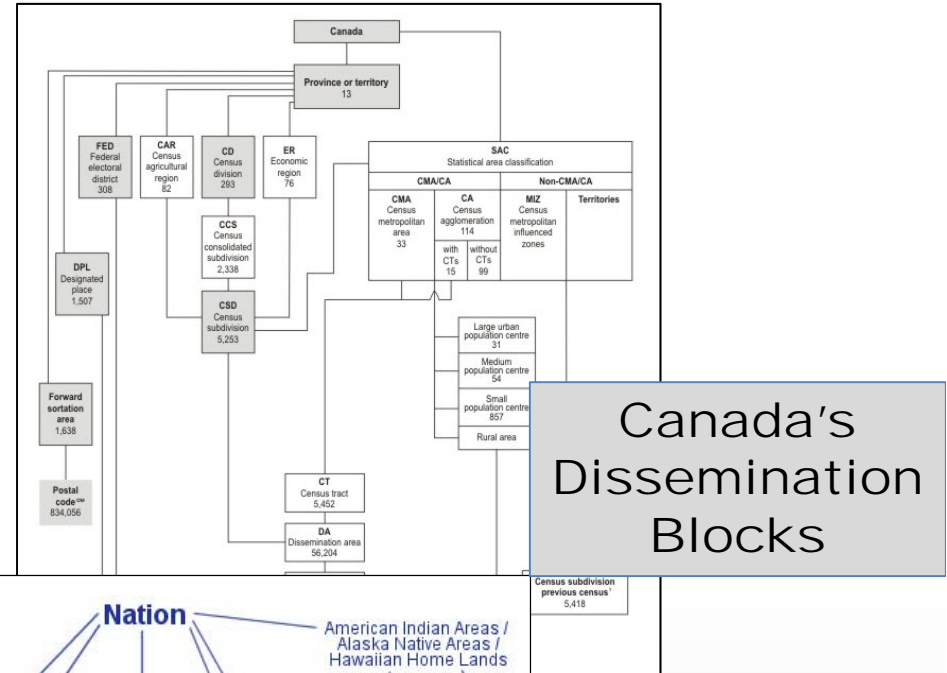 Canada
Province or territory
13
FED
Federal
electoral
district
308
CAR
Census
agricultural
region
82
CD
Census
division
293
ER
Economic
region
76
SAC
Statistical area classification
CMA/CA
Non-CMA/CA
CMA
Census
metropolitan
area
33
CA
Census
agglomeration
114
with
CTs
15
without
CTs
99
MIZ
Census
metropolitan
influenced
zones
Territories
CCS
Census
consolidated
subdivision
2,338
DPL
Designated
place
1,507
CSD
Census
subdivision
5,253
Large urban
population centre
31
Medium
population centre
54
Small
population centre
857
Rural area
Forward
sortation
area
1,638
Postal
code
834,056
CT
Census tract
5,452
DA
Dissemination area
56,204
Canada's
Dissemination
Blocks
Census subdivision
previous census¹
5,418
Nation
American Indian Areas /
Alaska Native Areas /
Hawaiian Home Lands